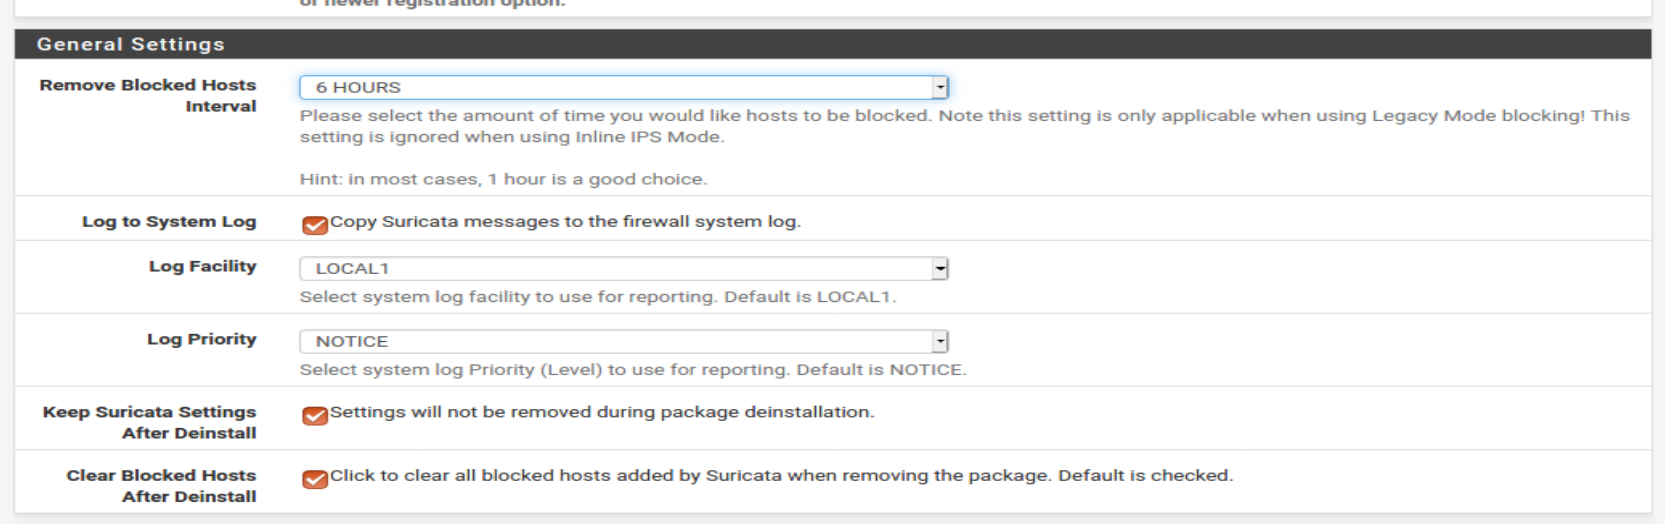 or newer registration option.
General Settings
Remove Blocked Hosts
Interval
6 HOURS
Please select the amount of time you would like hosts to be blocked. Note this setting is only applicable when using Legacy Mode blocking! This
setting is ignored when using Inline IPS Mode.
Hint: in most cases, 1 hour is a good choice.
Log to System Log
Copy Suricata messages to the firewall system log.
Log Facility
LOCAL1
Select system log facility to use for reporting. Default is LOCAL1.
Log Priority
NOTICE
Select system log Priority (Level) to use for reporting. Default is NOTICE.
Keep Suricata Settings
After Deinstall
Settings will not be removed during package deinstallation.
Clear Blocked Hosts
After Deinstall
Click to clear all blocked hosts added by Suricata when removing the package. Default is checked.